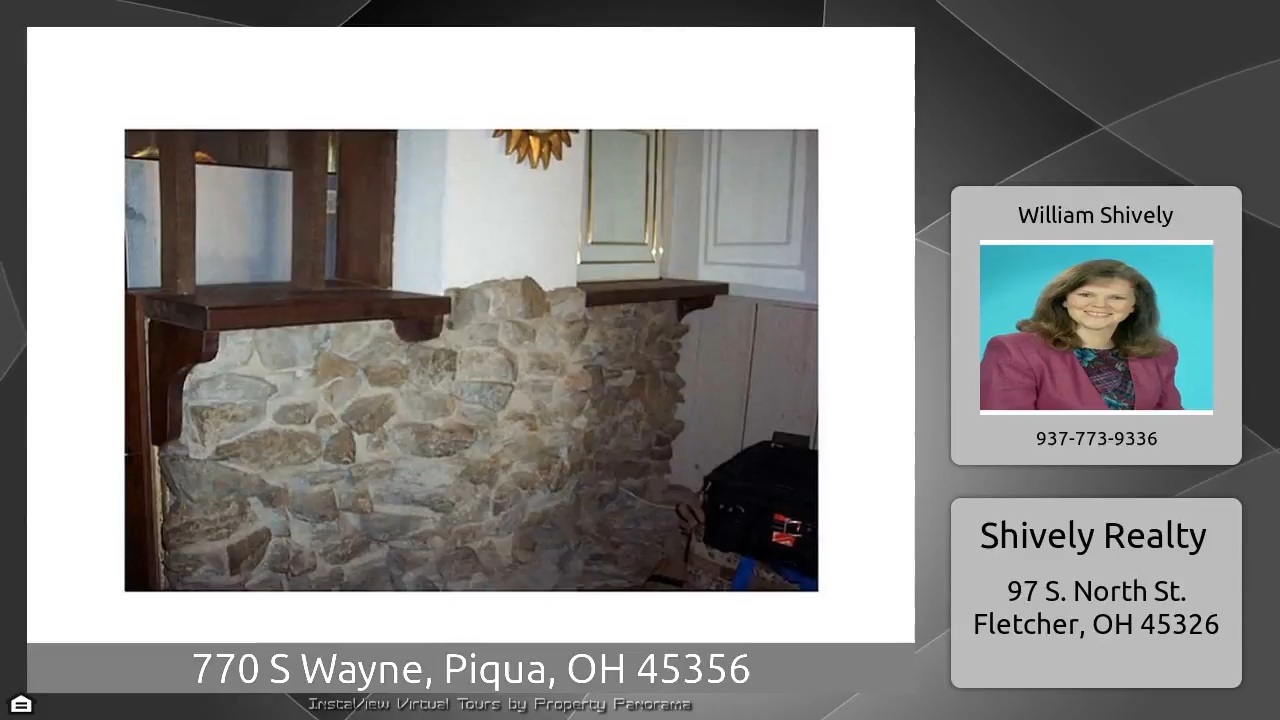 William Shively
937-773-9336
Shively Realty
97 S. North St.
Fletcher, OH 45326
770 S Wayne, Piqua, OH 45356
InstaView Virtual Tours by Property Panorama